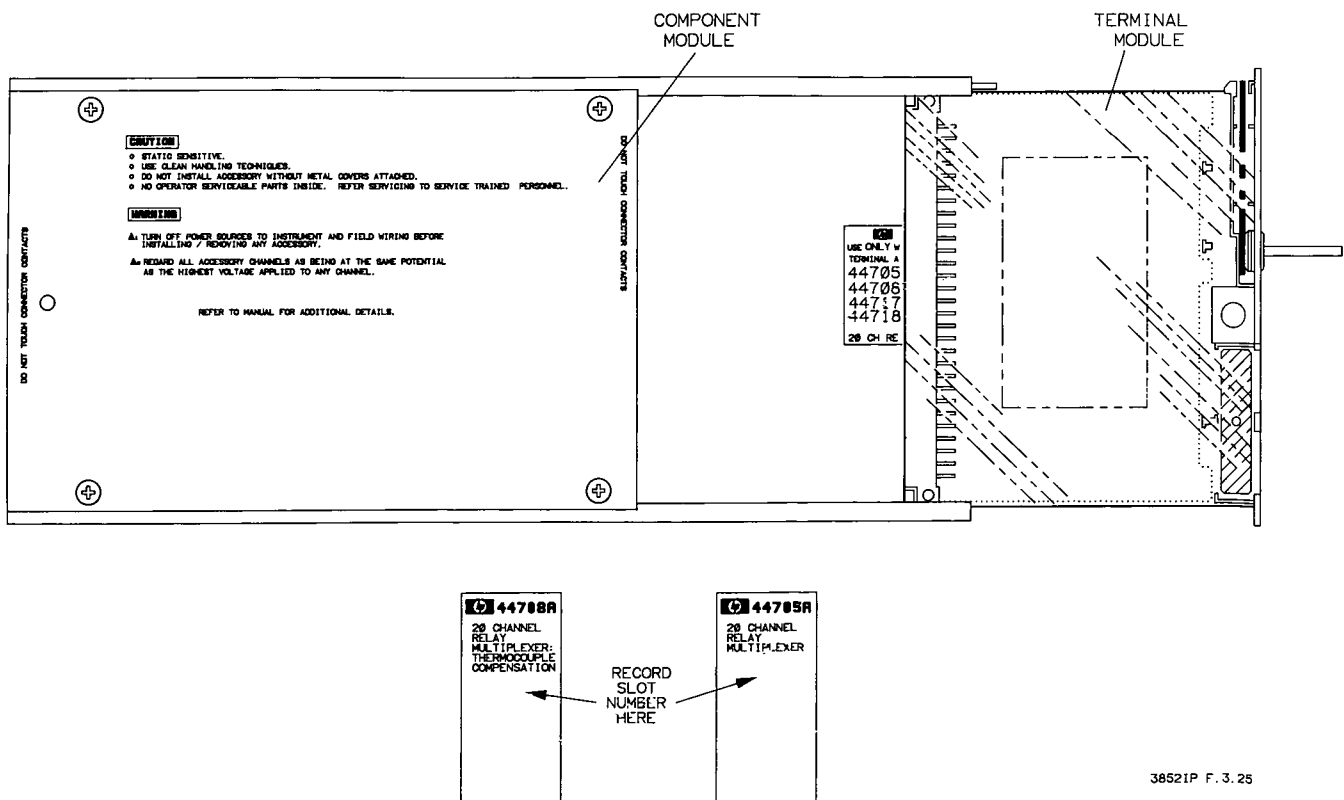 COMPONENT
MODULE
TERMINAL
MODULE
CAUTION
o STATIC SENSITIVE.
o USE CLEAN HANDLING TECHNIQUES.
o DO NOT INSTALL ACCESSORY WITHOUT METAL COVERS ATTACHED.
o NO OPERATOR SERVICEABLE PARTS INSIDE. REFER SERVICING TO SERVICE TRAINED PERSONNEL.
WARNING
TURN OFF POWER SOURCES TO INSTRUMENT AND FIELD WIRING BEFORE
INSTALLING / REMOVING ANY ACCESSORY.
REGARD ALL ACCESSORY CHANNELS AS BEING AT THE SAME POTENTIAL
AS THE HIGHEST VOLTAGE APPLIED TO ANY CHANNEL.
REFER TO MANUAL FOR ADDITIONAL DETAILS.
DO NOT TOUCH CONNECTOR CONTACTS
DO NOT TOUCH CONNECTOR CONTACTS
USE ONLY W
TERMINAL A
44705
44708
44717
44718
20 CH RE
hp 44708A
20 CHANNEL
RELAY
MULTIPLEXER:
THERMOCOUPLE
COMPENSATION
hp 44705A
20 CHANNEL
RELAY
MULTIPLEXER
RECORD
SLOT
NUMBER
HERE
3852IP F.3.25